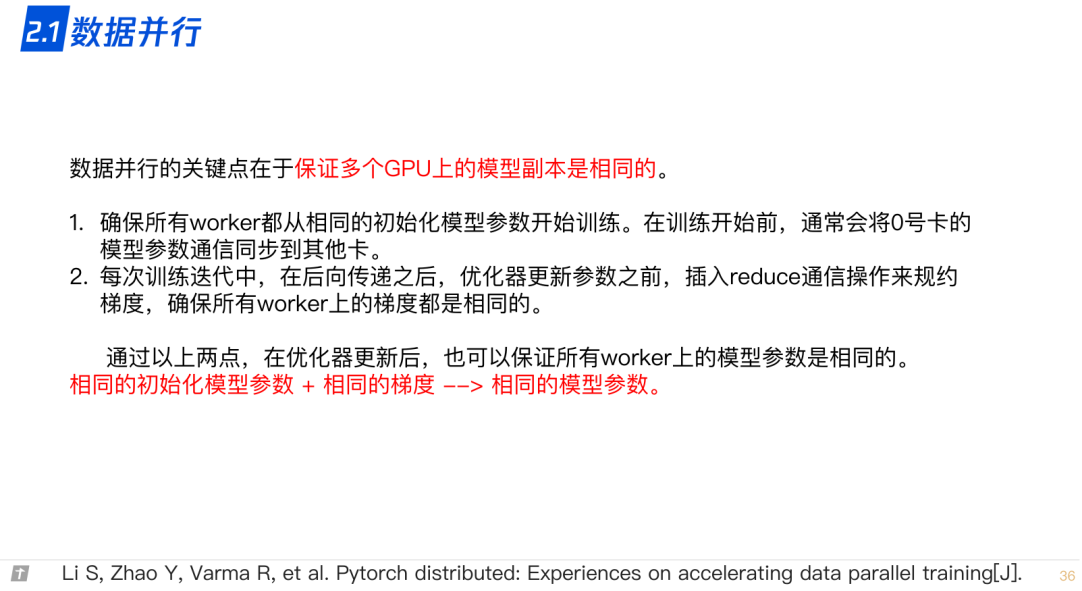 2.1 数据并行
数据并行的关键点在于保证多个GPU上的模型副本是相同的。
1. 确保所有worker都从相同的初始化模型参数开始训练。在训练开始前，通常会将0号卡的
模型参数通信同步到其他卡。
2. 每次训练迭代中，在后向传递之后，优化器更新参数之前，插入reduce通信操作来规约
梯度，确保所有worker上的梯度都是相同的。
通过以上两点，在优化器更新后，也可以保证所有worker上的模型参数是相同的。
相同的初始化模型参数 + 相同的梯度 --> 相同的模型参数。
Li S, Zhao Y, Varma R, et al. Pytorch distributed: Experiences on accelerating data parallel training[J].
36